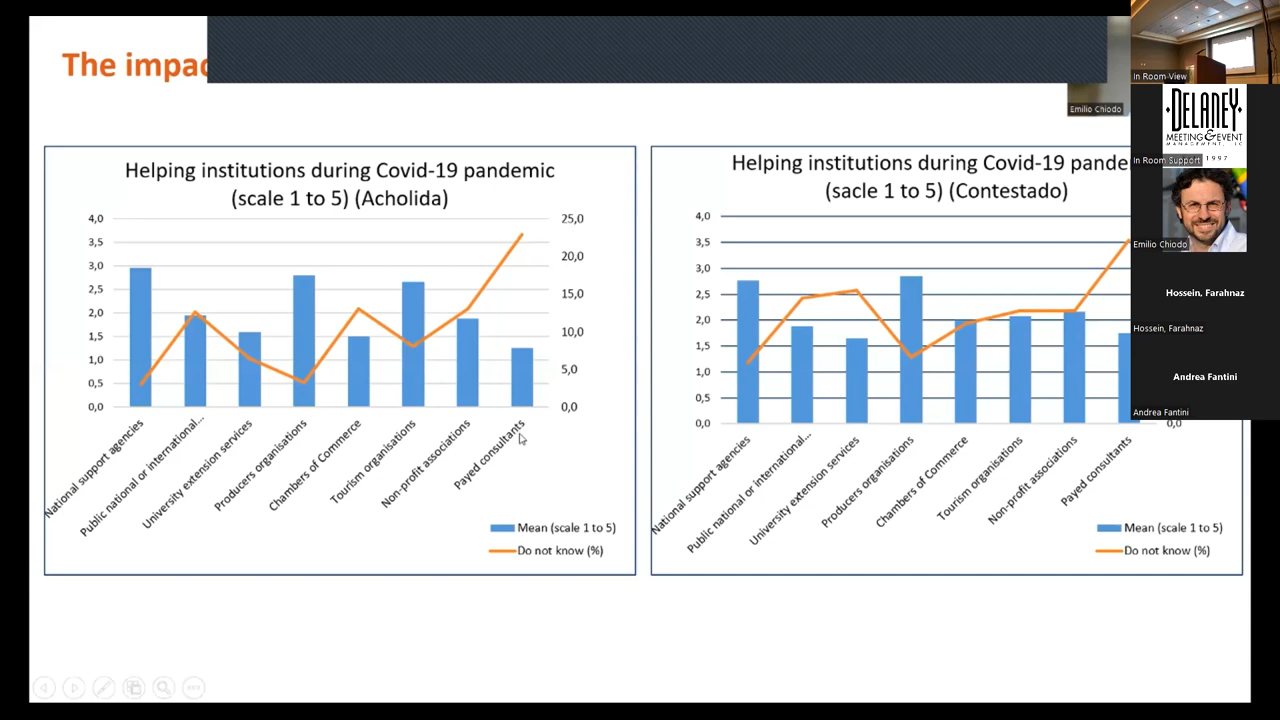 The impac
In Room View
Emilio Chiodo
DELANEY
MEETING & EVENT
MANAGEMENT, LLC
1997
In Room Support
Emilio Chiodo
Hossein, Farahnaz
Hossein, Farahnaz
Andrea Fantini
Andrea Fantini
Helping institutions during Covid-19 pandemic
(scale 1 to 5) (Acholida)
4,0
3,5
3,0
2,5
2,0
1,5
1,0
0,5
0,0
25,0
20,0
15,0
10,0
5,0
0,0
National support agencies
Public national or international...
University extension services
Producers organisations
Chambers of Commerce
Tourism organisations
Non-profit associations
Payed consultants
Mean (scale 1 to 5)
Do not know (%)
Helping institutions during Covid-19 pande
(sacle 1 to 5) (Contestado)
4,0
3,5
3,0
2,5
2,0
1,5
1,0
0,5
0,0
0,0
National support agencies
Public national or international...
University extension services
Producers organisations
Chambers of Commerce
Tourism organisations
Non-profit associations
Payed consultants
Mean (scale 1 to 5)
Do not know (%)